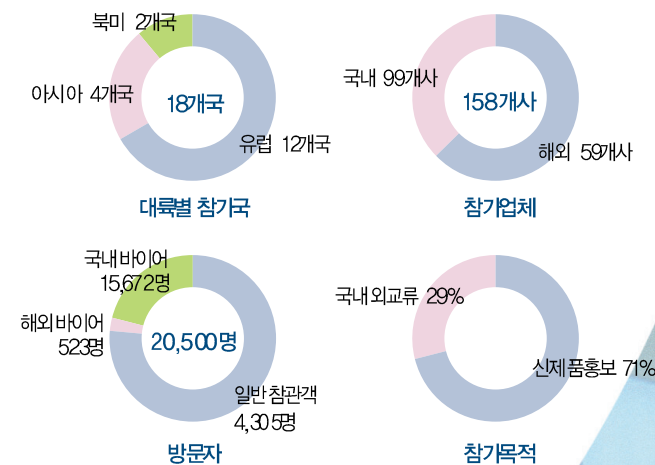 북미 2개국
아시아 4개국
18개국
유럽 12개국
대륙별 참가국
국내 99개사
158개사
해외 59개사
참가업체
국내바이어
15,672명
해외바이어
523명
20,500명
일반참관객
4,305명
방문자
국내외교류 29%
신제품홍보 71%
참가목적